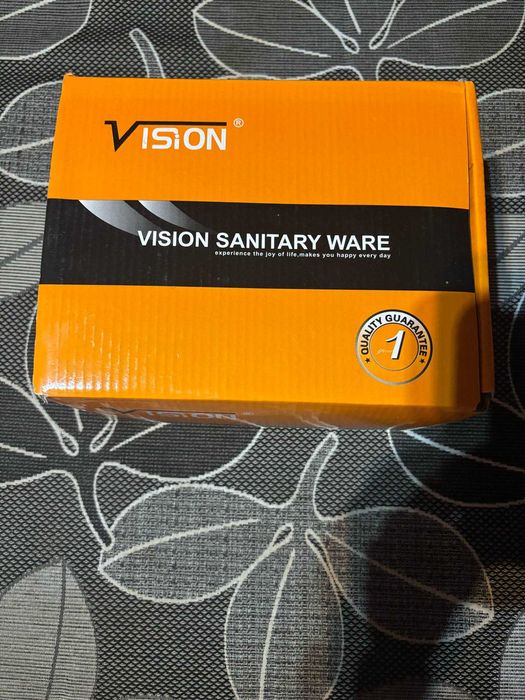 VISiON ®
VISION SANITARY WARE
experience the joy of life,makes you happy every day
QUALITY GUARANTEE
1
VISiON ®